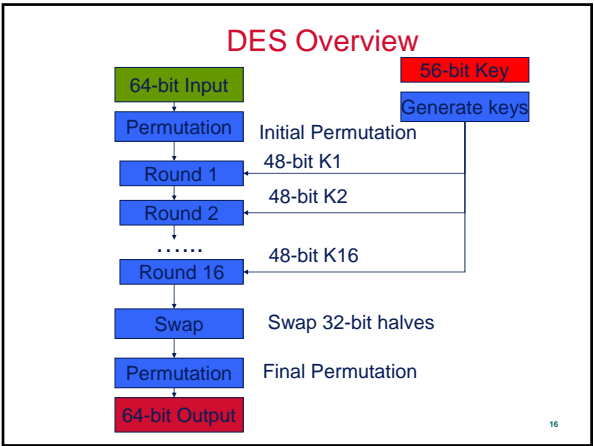 DES Overview
56-bit Key
64-bit Input
Generate keys
Permutation
Initial Permutation
48-bit K1
Round 1
48-bit K2
Round 2
......
48-bit K16
Round 16
Swap
Swap 32-bit halves
Permutation
Final Permutation
64-bit Output
16